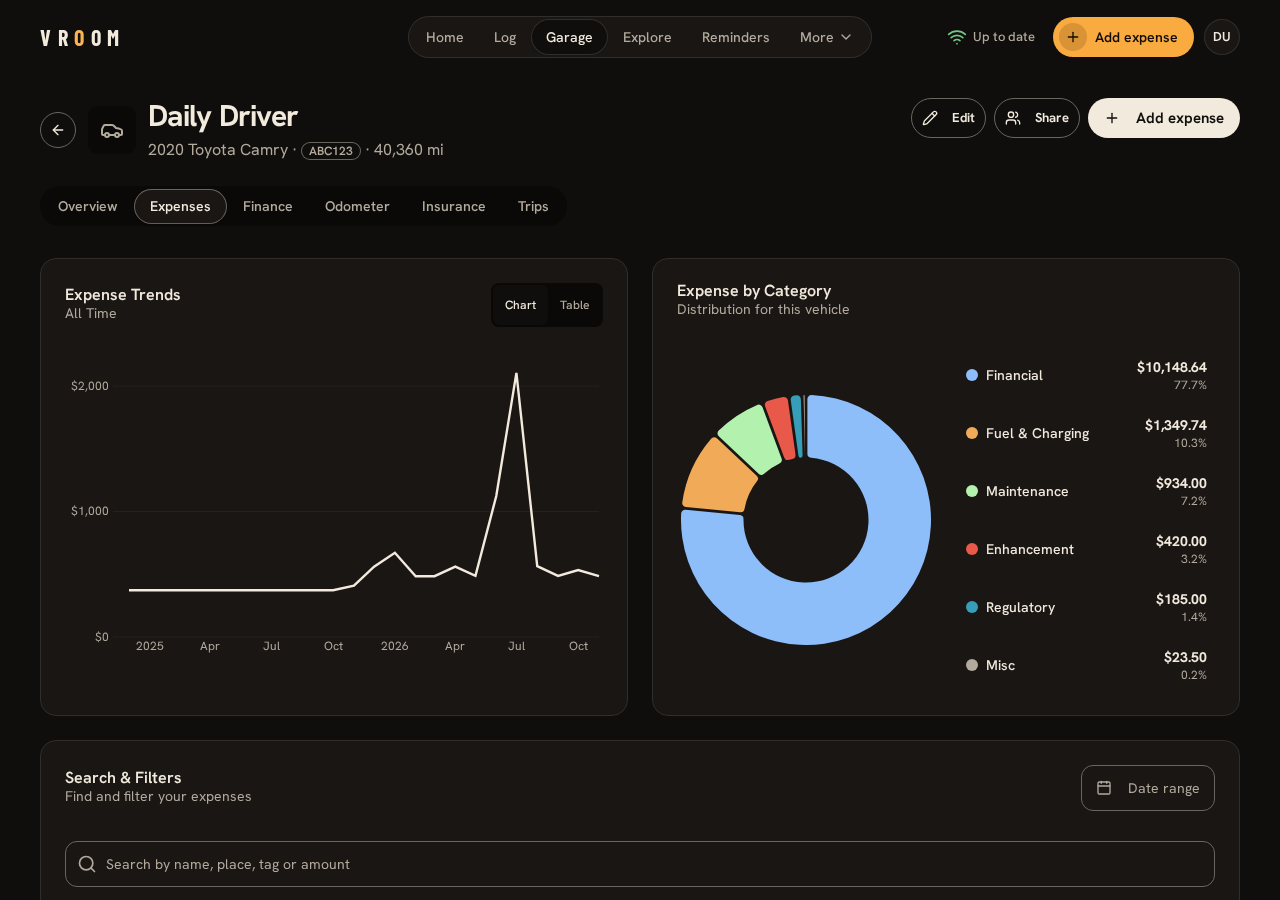 VROOM
Home
Log
Garage
Explore
Reminders
More
Up to date
Add expense
DU
Daily Driver
2020 Toyota Camry · ABC123 · 40,360 mi
Edit
Share
Add expense
Overview
Expenses
Finance
Odometer
Insurance
Trips
Expense Trends
All Time
Chart
Table
$2,000
$1,000
$0
2025
Apr
Jul
Oct
2026
Apr
Jul
Oct
Expense by Category
Distribution for this vehicle
Financial
$10,148.64
77.7%
Fuel & Charging
$1,349.74
10.3%
Maintenance
$934.00
7.2%
Enhancement
$420.00
3.2%
Regulatory
$185.00
1.4%
Misc
$23.50
0.2%
Search & Filters
Find and filter your expenses
Date range
Search by name, place, tag or amount